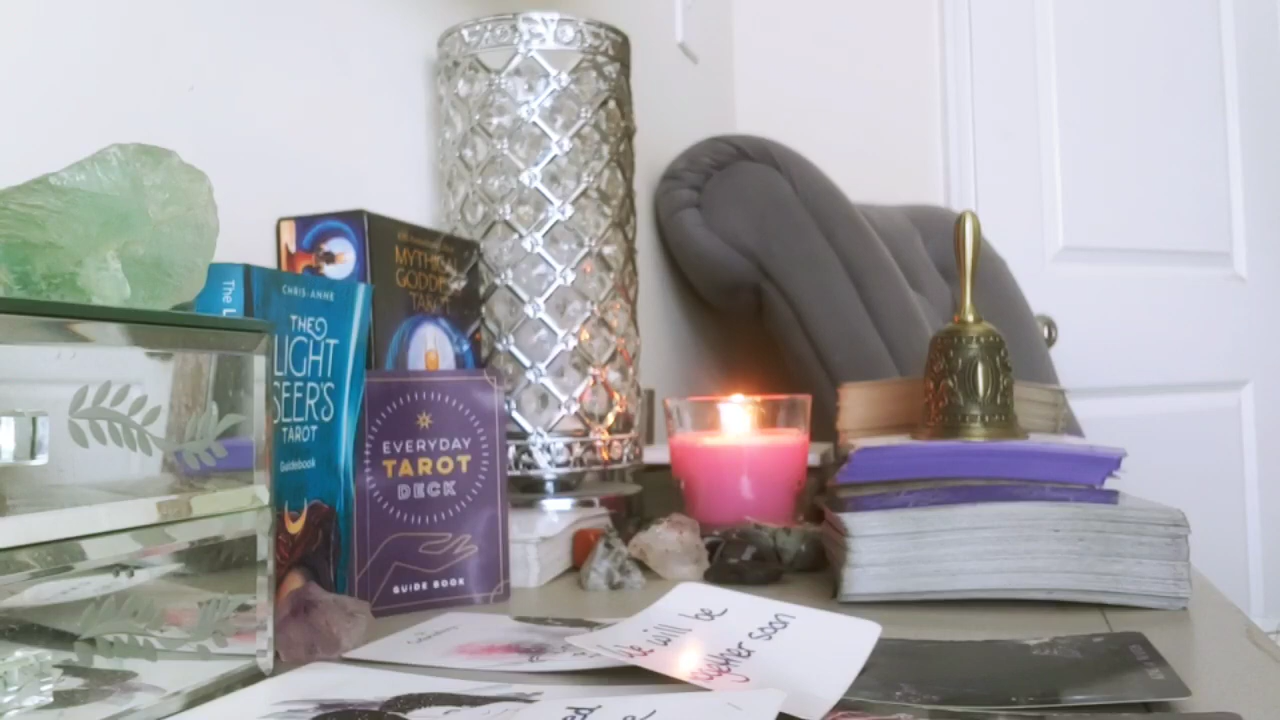 The L
CHRIS-ANNE
THE
LIGHT
SEER'S
TAROT
Guidebook
MYTHICAL
GODDESS
TAROT
EVERYDAY
TAROT
DECK
GUIDE BOOK
We will be
together soon